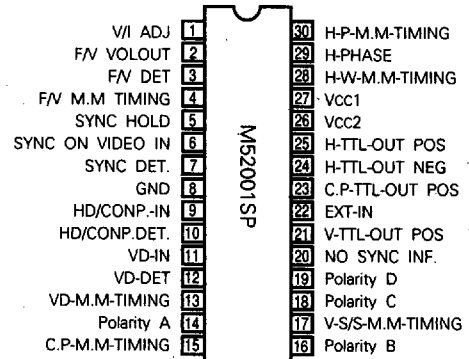 V/I ADJ 1 30 H-P-M.M-TIMING
F/V VOLOUT 2 29 H-PHASE
F/V DET 3 28 H-W-M.M-TIMING
F/V M.M TIMING 4 27 Vcc1
SYNC HOLD 5 26 Vcc2
SYNC ON VIDEO IN 6 25 H-TTL-OUT POS
SYNC DET. 7 24 H-TTL-OUT NEG
GND 8 23 C.P-TTL-OUT POS
HD/CONP.-IN 9 22 EXT-IN
HD/CONP.DET. 10 21 V-TTL-OUT POS
VD-IN 11 20 NO SYNC INF.
VD-DET 12 19 Polarity D
VD-M.M-TIMING 13 18 Polarity C
Polarity A 14 17 V-S/S-M.M-TIMING
C.P-M.M-TIMING 15 16 Polarity B
M52001SP